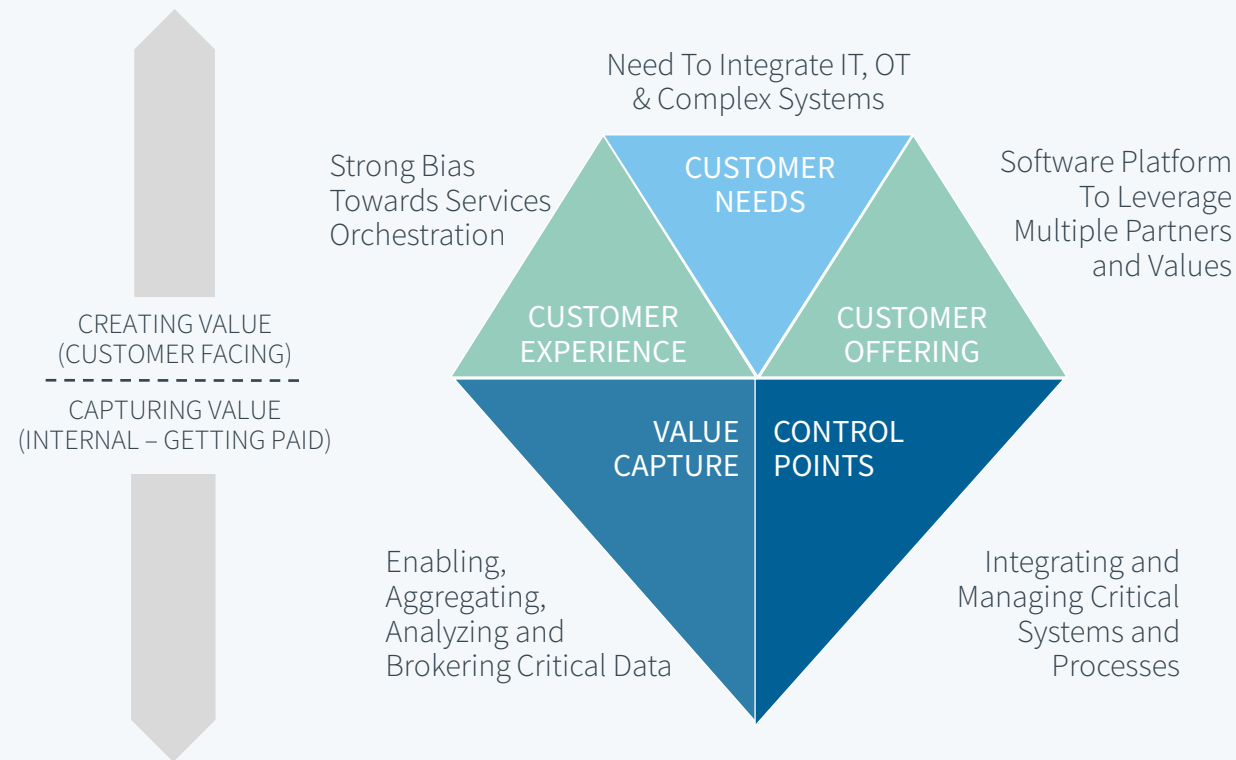 Need To Integrate IT, OT
& Complex Systems
Strong Bias
Towards Services
Orchestration
CUSTOMER
NEEDS
Software Platform
To Leverage
Multiple Partners
and Values
CUSTOMER
EXPERIENCE
CUSTOMER
OFFERING
CREATING VALUE
(CUSTOMER FACING)
CAPTURING VALUE
(INTERNAL – GETTING PAID)
VALUE
CAPTURE
CONTROL
POINTS
Enabling,
Aggregating,
Analyzing and
Brokering Critical Data
Integrating and
Managing Critical
Systems and
Processes